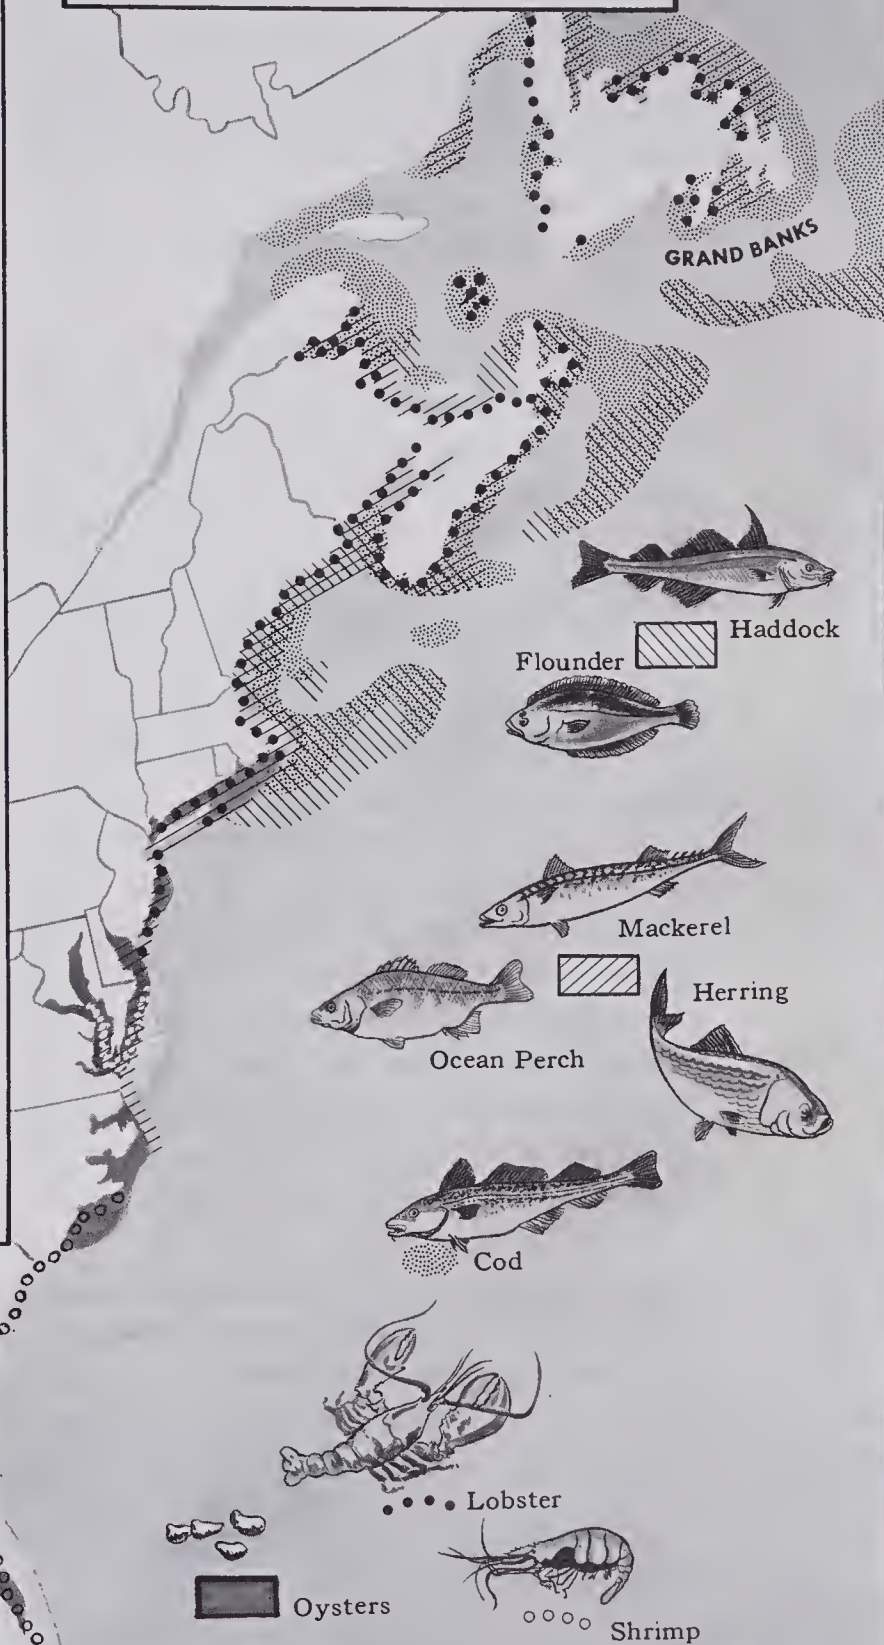 GRAND BANKS
Haddock
Flounder
Mackerel
Herring
Ocean Perch
Cod
Lobster
Oysters
Shrimp